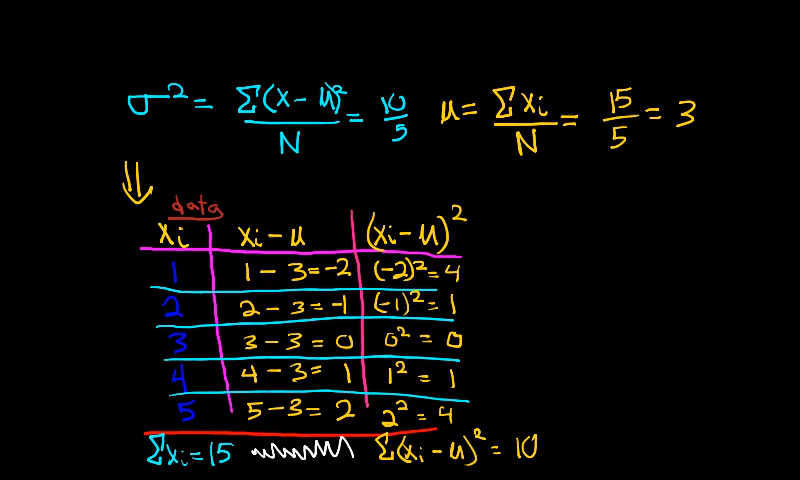 σ² = Σ(x - μ)² / N = 10/5 μ = Σxi / N = 15/5 = 3
data
xi xi - μ (xi - μ)²
1 1 - 3 = -2 (-2)² = 4
2 2 - 3 = -1 (-1)² = 1
3 3 - 3 = 0 0² = 0
4 4 - 3 = 1 1² = 1
5 5 - 3 = 2 2² = 4
Σxi = 15 Σ(xi - μ)² = 10